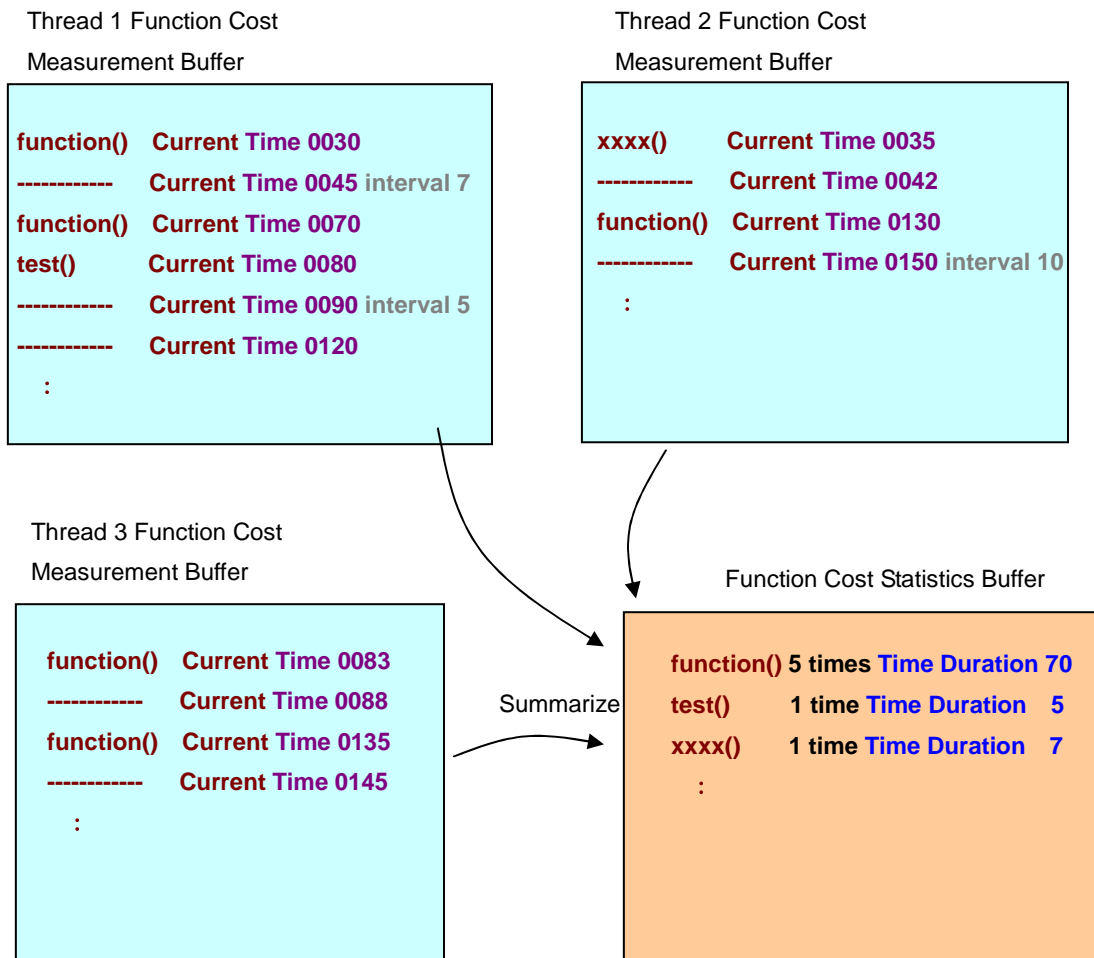 Thread 1 Function Cost
Measurement Buffer
function() Current Time 0030
------------ Current Time 0045 interval 7
function() Current Time 0070
test() Current Time 0080
------------ Current Time 0090 interval 5
------------ Current Time 0120
:
Thread 2 Function Cost
Measurement Buffer
xxxx() Current Time 0035
------------ Current Time 0042
function() Current Time 0130
------------ Current Time 0150 interval 10
:
Thread 3 Function Cost
Measurement Buffer
function() Current Time 0083
------------ Current Time 0088
function() Current Time 0135
------------ Current Time 0145
:
Summarize
Function Cost Statistics Buffer
function() 5 times Time Duration 70
test() 1 time Time Duration 5
xxxx() 1 time Time Duration 7
: